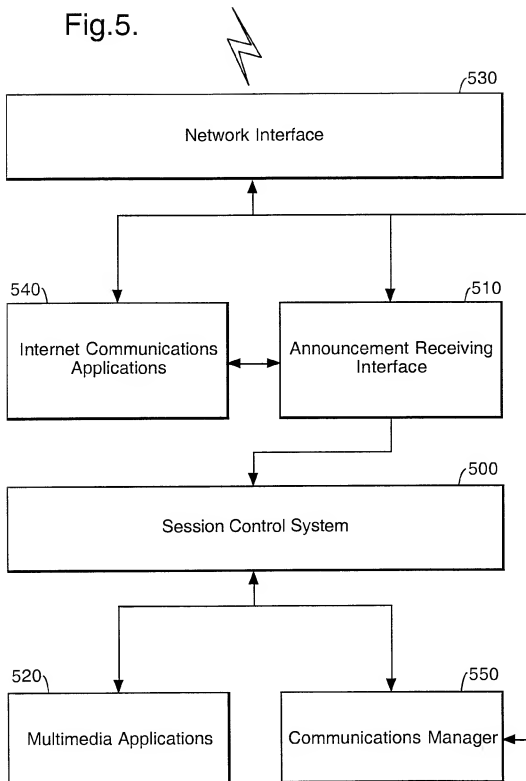 Fig.5.
530
Network Interface
540
510
Internet Communications
Applications
Announcement Receiving
Interface
500
Session Control System
520
550
Multimedia Applications
Communications Manager